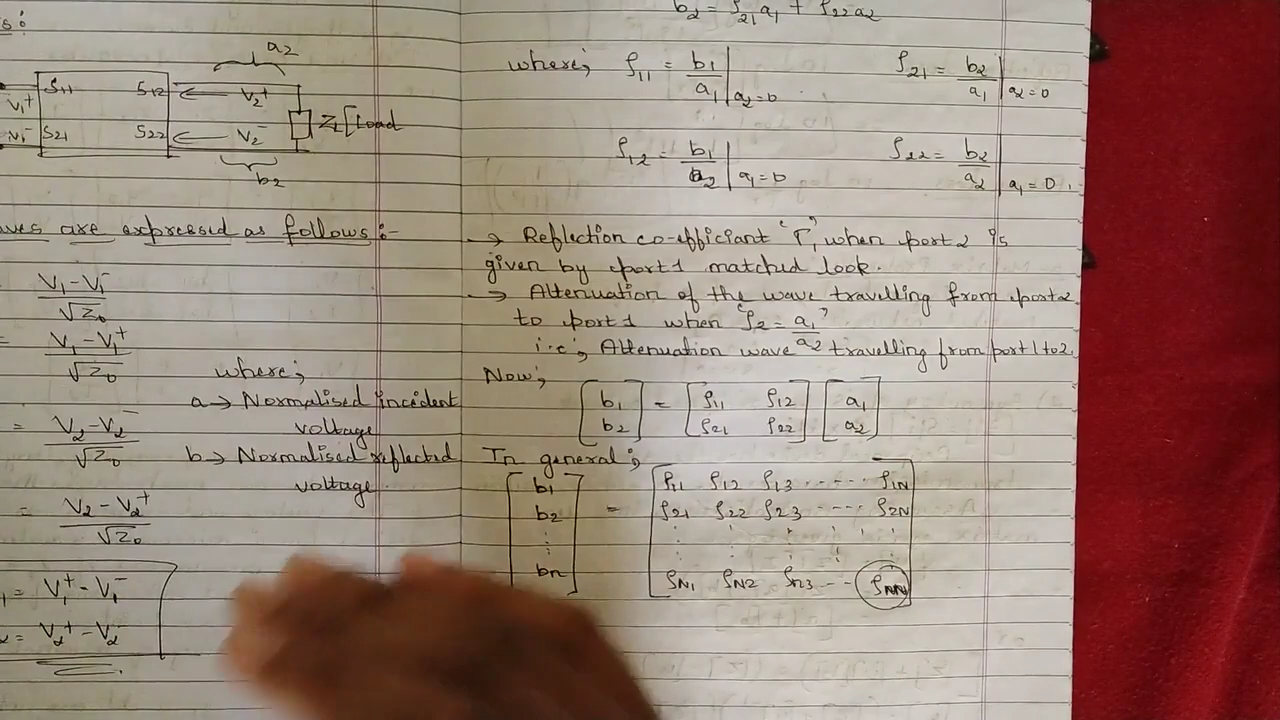 s:
a2
S11 S12 V2+
V1+
ZL [Load
V1- S21 S22 V2-
b2
ves are expressed as follows:-
V1 - V1-
√Z0
= V1 - V1+
√Z0
where;
a → Normalised incident
voltage
= V2 - V2-
√Z0
b → Normalised reflected
voltage.
= V2 - V2+
√Z0
1 = V1+ - V1-
2 = V2+ - V2-
b2 = S21 a1 + S22 a2
where; S11 = b1/a1 | a2=0 S21 = b2/a1 | a2=0
S12 = b1/a2 | a1=0 S22 = b2/a2 | a1=0.
→ Reflection co-efficiant "Γ1" when port 2 is
given by port 1 matched look.
→ Attenuation of the wave travelling from port 2
to port 1 when "S2 = a1/a2"
i.e; Attenuation wave travelling from port 1 to 2.
Now;
[b1] = [S11 S12] [a1]
[b2] [S21 S22] [a2]
In general;
b1 S11 S12 S13 ..... S1N
b2 = S21 S22 S23 ---- S2N
bn SN1 SN2 Sn3 -- SNN